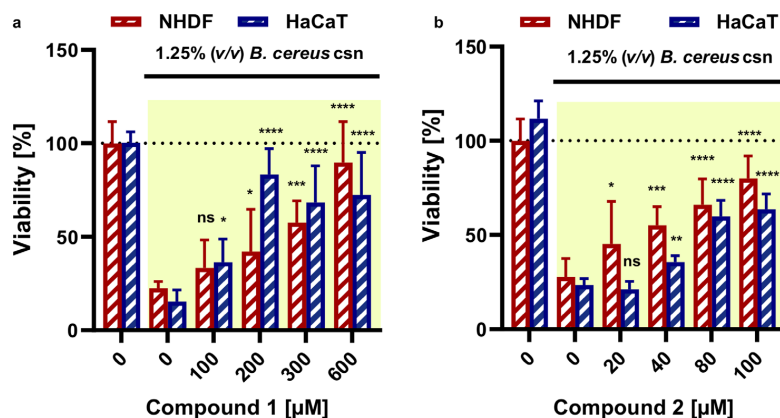 a
NHDF HaCaT
1.25% (v/v) B. cereus csn
Viability [%]
150
100
50
0
ns * * **** *** **** **** ****
0 0 100 200 300 600
Compound 1 [µM]
b
NHDF HaCaT
1.25% (v/v) B. cereus csn
Viability [%]
150
100
50
0
* ns *** ** **** **** **** ****
0 0 20 40 80 100
Compound 2 [µM]